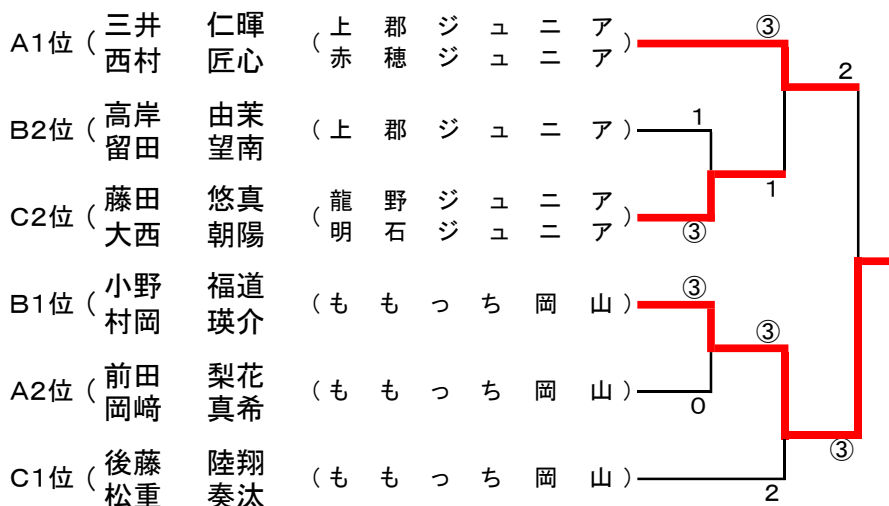 A1位 ( 三井 仁暉 ( 上郡ジュニア )
西村 匠心 赤穂ジュニア
③
2
B2位 ( 高岸 由茉 ( 上郡ジュニア )
留田 望南
1
1
C2位 ( 藤田 悠真 ( 龍野ジュニア )
大西 朝陽 明石ジュニア
③
B1位 ( 小野 福道 ( ももっち岡山 )
村岡 瑛介
③
③
A2位 ( 前田 梨花 ( ももっち岡山 )
岡﨑 真希
0
③
C1位 ( 後藤 陸翔 ( ももっち岡山 )
松重 奏汰
2